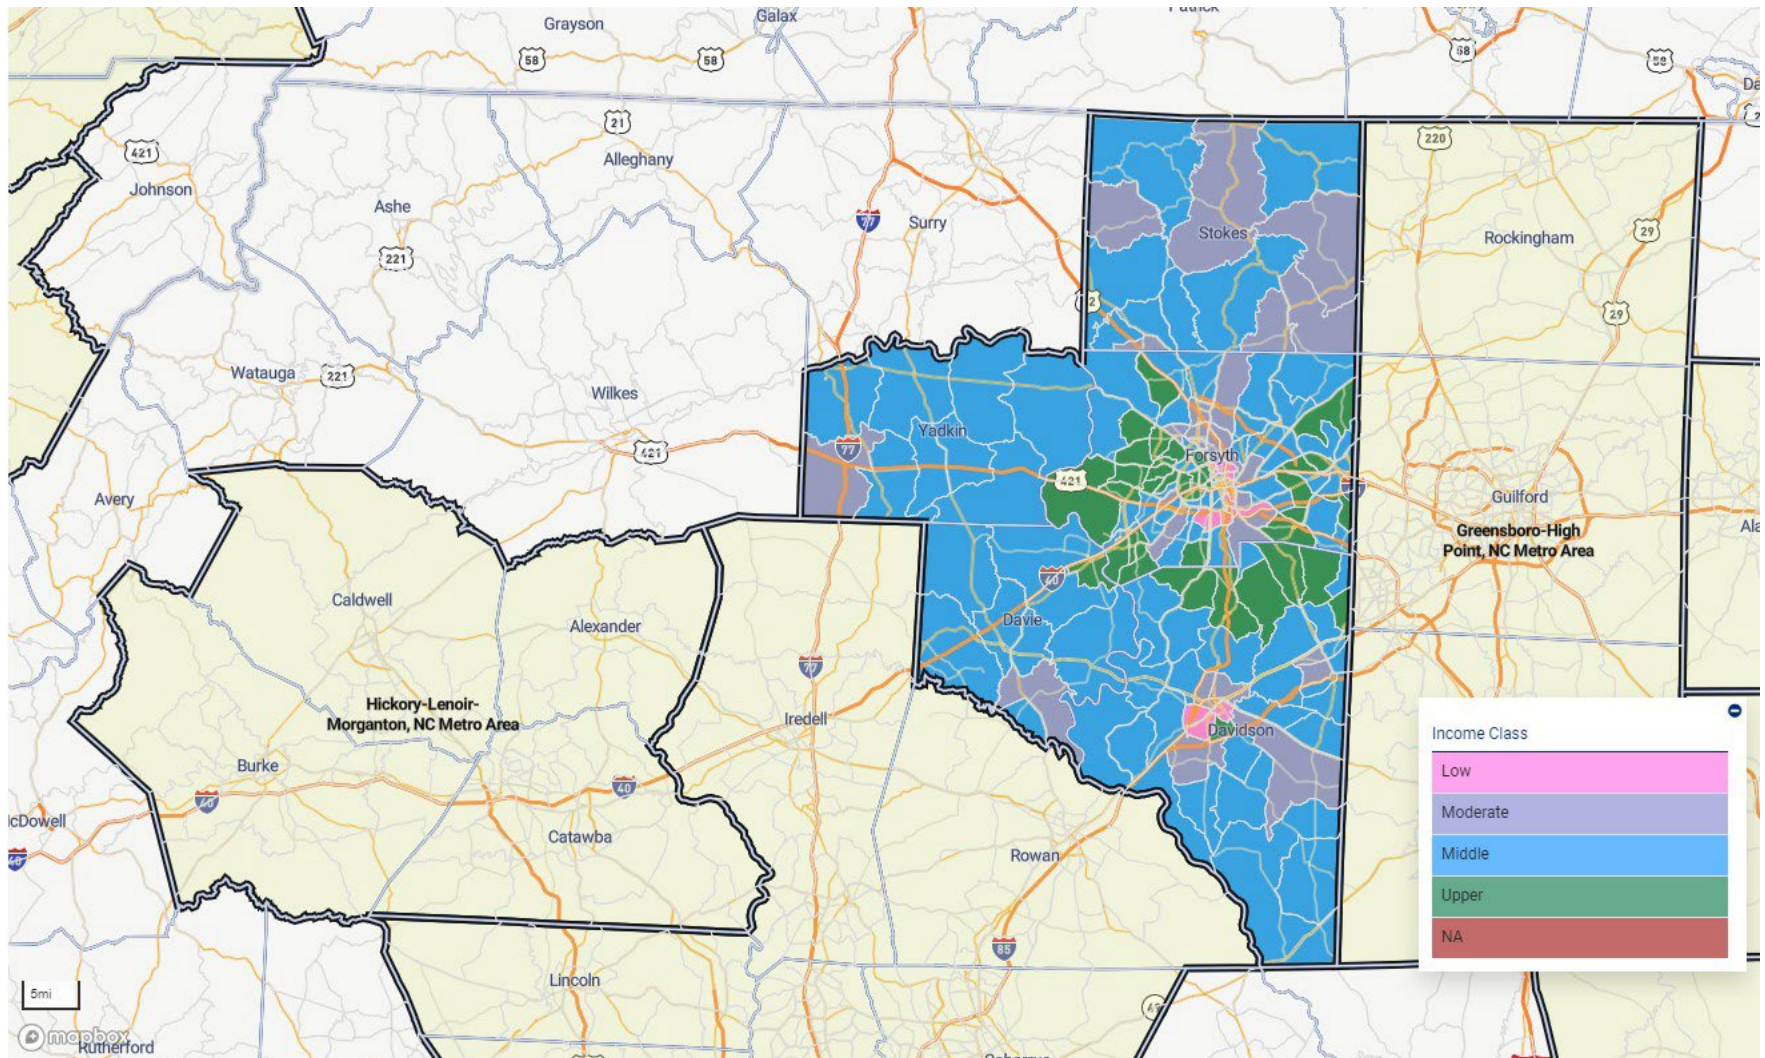 Grayson
Galax
58
58
58
58
21
421
Johnson
Alleghany
220
Ashe
221
77
Surry
Stokes
Rockingham
29
29
Watauga
221
Wilkes
421
Yadkin
77
421
Forsyth
Avery
Guilford
Greensboro-High
Point, NC Metro Area
Caldwell
Alexander
40
Davie
77
Hickory-Lenoir-
Morganton, NC Metro Area
Iredell
Davidson
Burke
40
40
Catawba
40
Rowan
85
Lincoln
Income Class
Low
Moderate
Middle
Upper
NA
5mi
mapbox
Rutherford